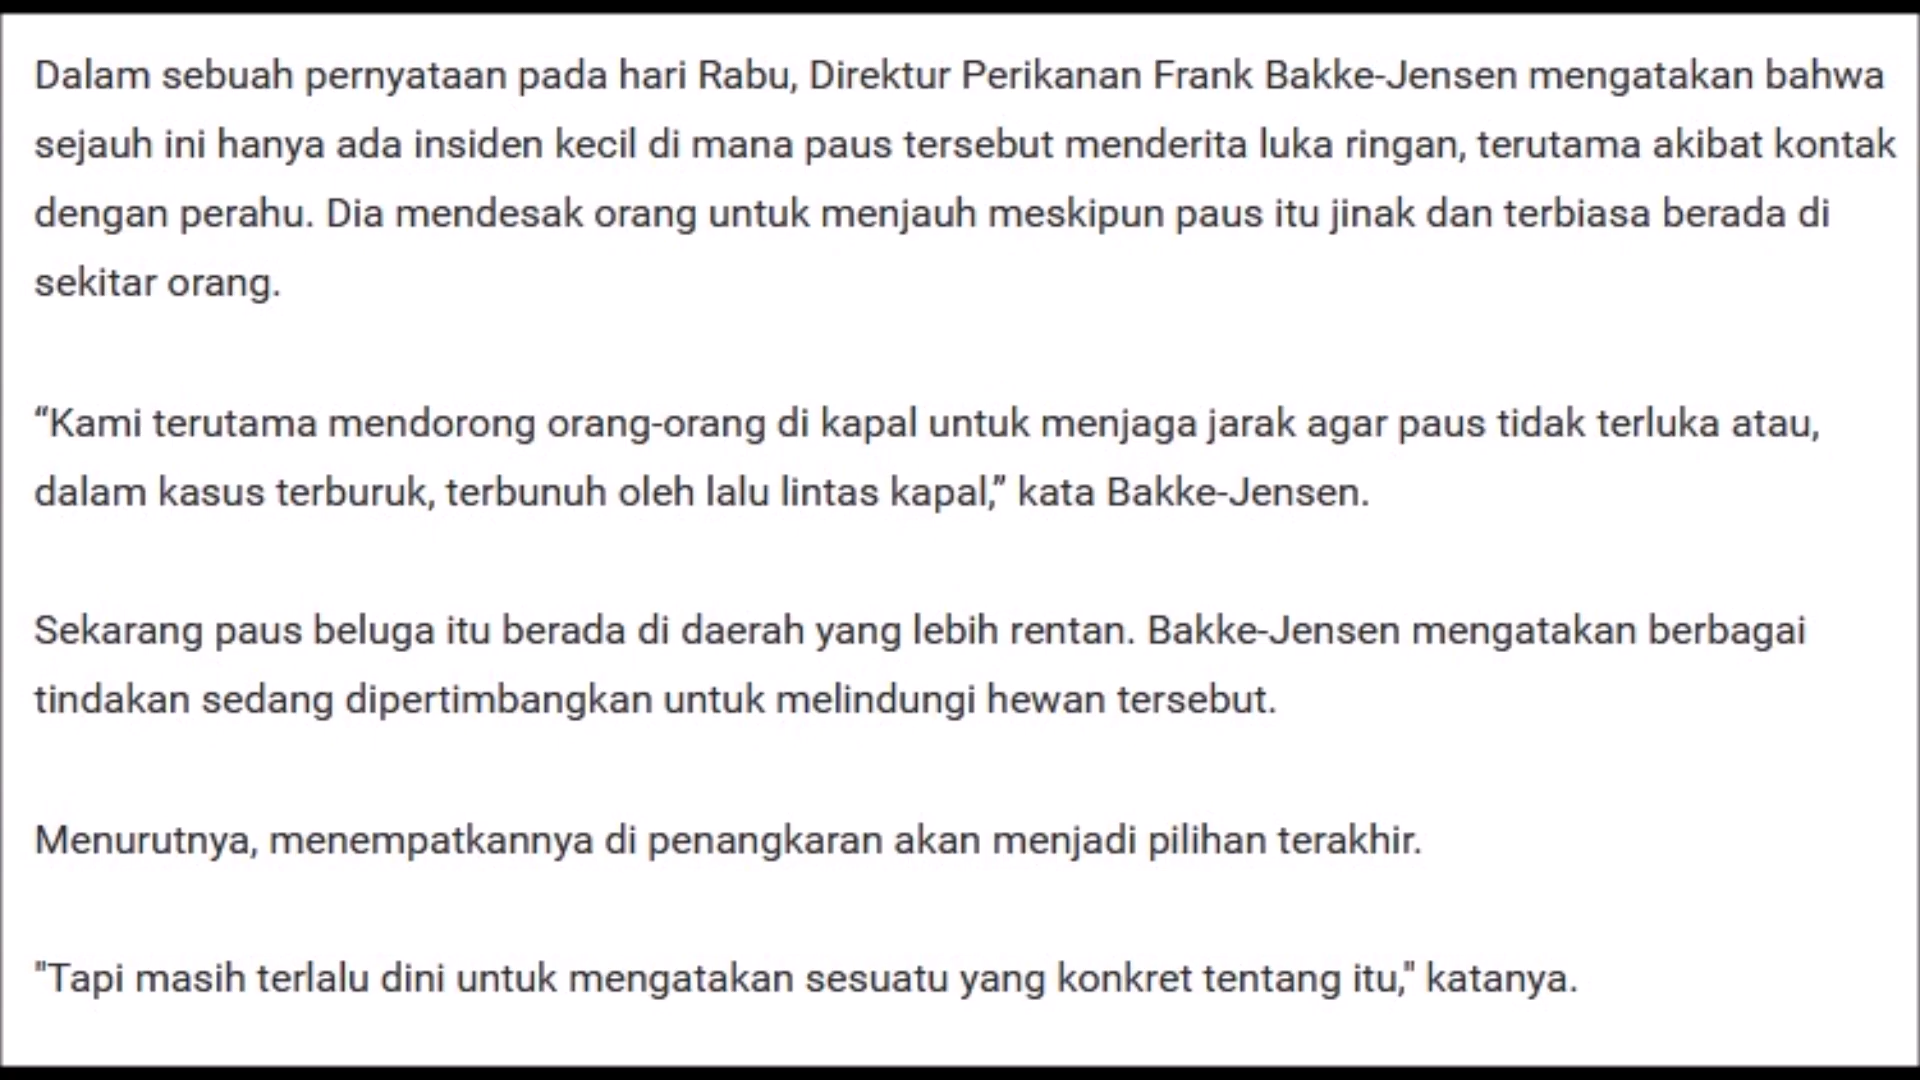 Dalam sebuah pernyataan pada hari Rabu, Direktur Perikanan Frank Bakke-Jensen mengatakan bahwa
sejauh ini hanya ada insiden kecil di mana paus tersebut menderita luka ringan, terutama akibat kontak
dengan perahu. Dia mendesak orang untuk menjauh meskipun paus itu jinak dan terbiasa berada di
sekitar orang.
“Kami terutama mendorong orang-orang di kapal untuk menjaga jarak agar paus tidak terluka atau,
dalam kasus terburuk, terbunuh oleh lalu lintas kapal,” kata Bakke-Jensen.
Sekarang paus beluga itu berada di daerah yang lebih rentan. Bakke-Jensen mengatakan berbagai
tindakan sedang dipertimbangkan untuk melindungi hewan tersebut.
Menurutnya, menempatkannya di penangkaran akan menjadi pilihan terakhir.
"Tapi masih terlalu dini untuk mengatakan sesuatu yang konkret tentang itu," katanya.